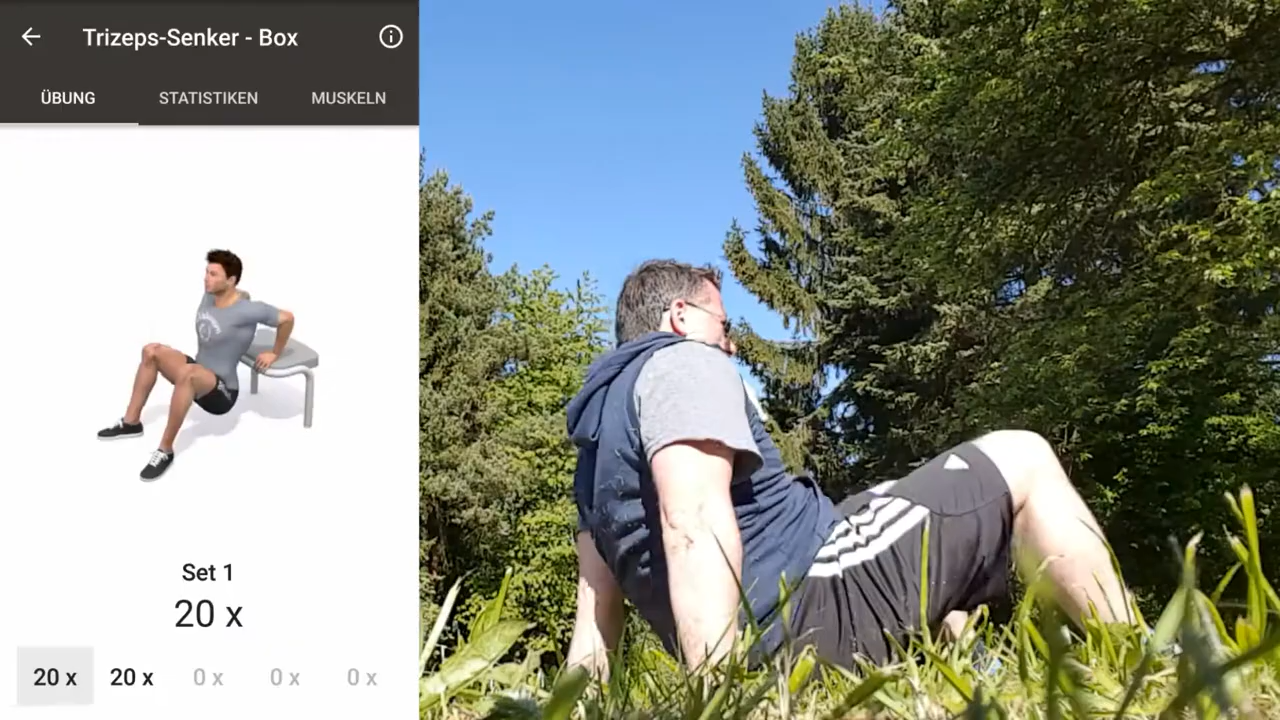 Trizeps-Senker - Box
ÜBUNG STATISTIKEN MUSKELN
Set 1
20 x
20 x 20 x 0 x 0 x 0 x